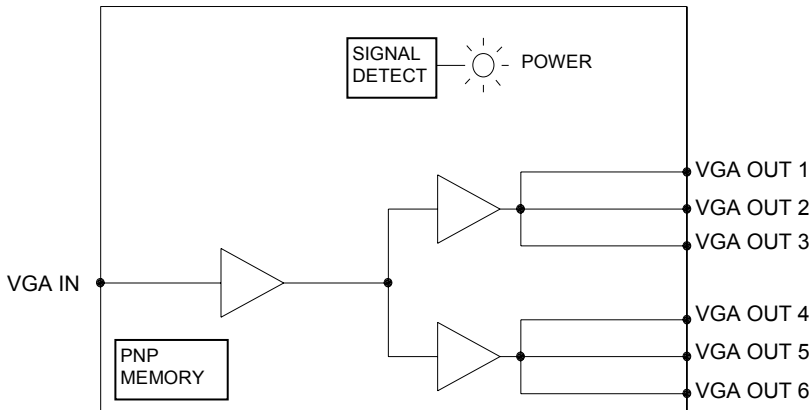 SIGNAL
DETECT
POWER
VGA OUT 1
VGA OUT 2
VGA OUT 3
VGA IN
VGA OUT 4
PNP
MEMORY
VGA OUT 5
VGA OUT 6